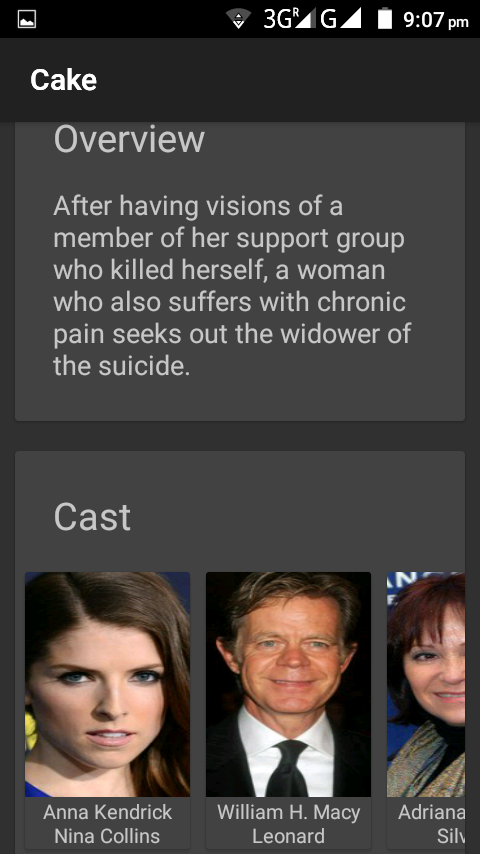 3G R G 9:07 pm
Cake
Overview
After having visions of a
member of her support group
who killed herself, a woman
who also suffers with chronic
pain seeks out the widower of
the suicide.
Cast
Anna Kendrick
Nina Collins
William H. Macy
Leonard
Adriana
Silv